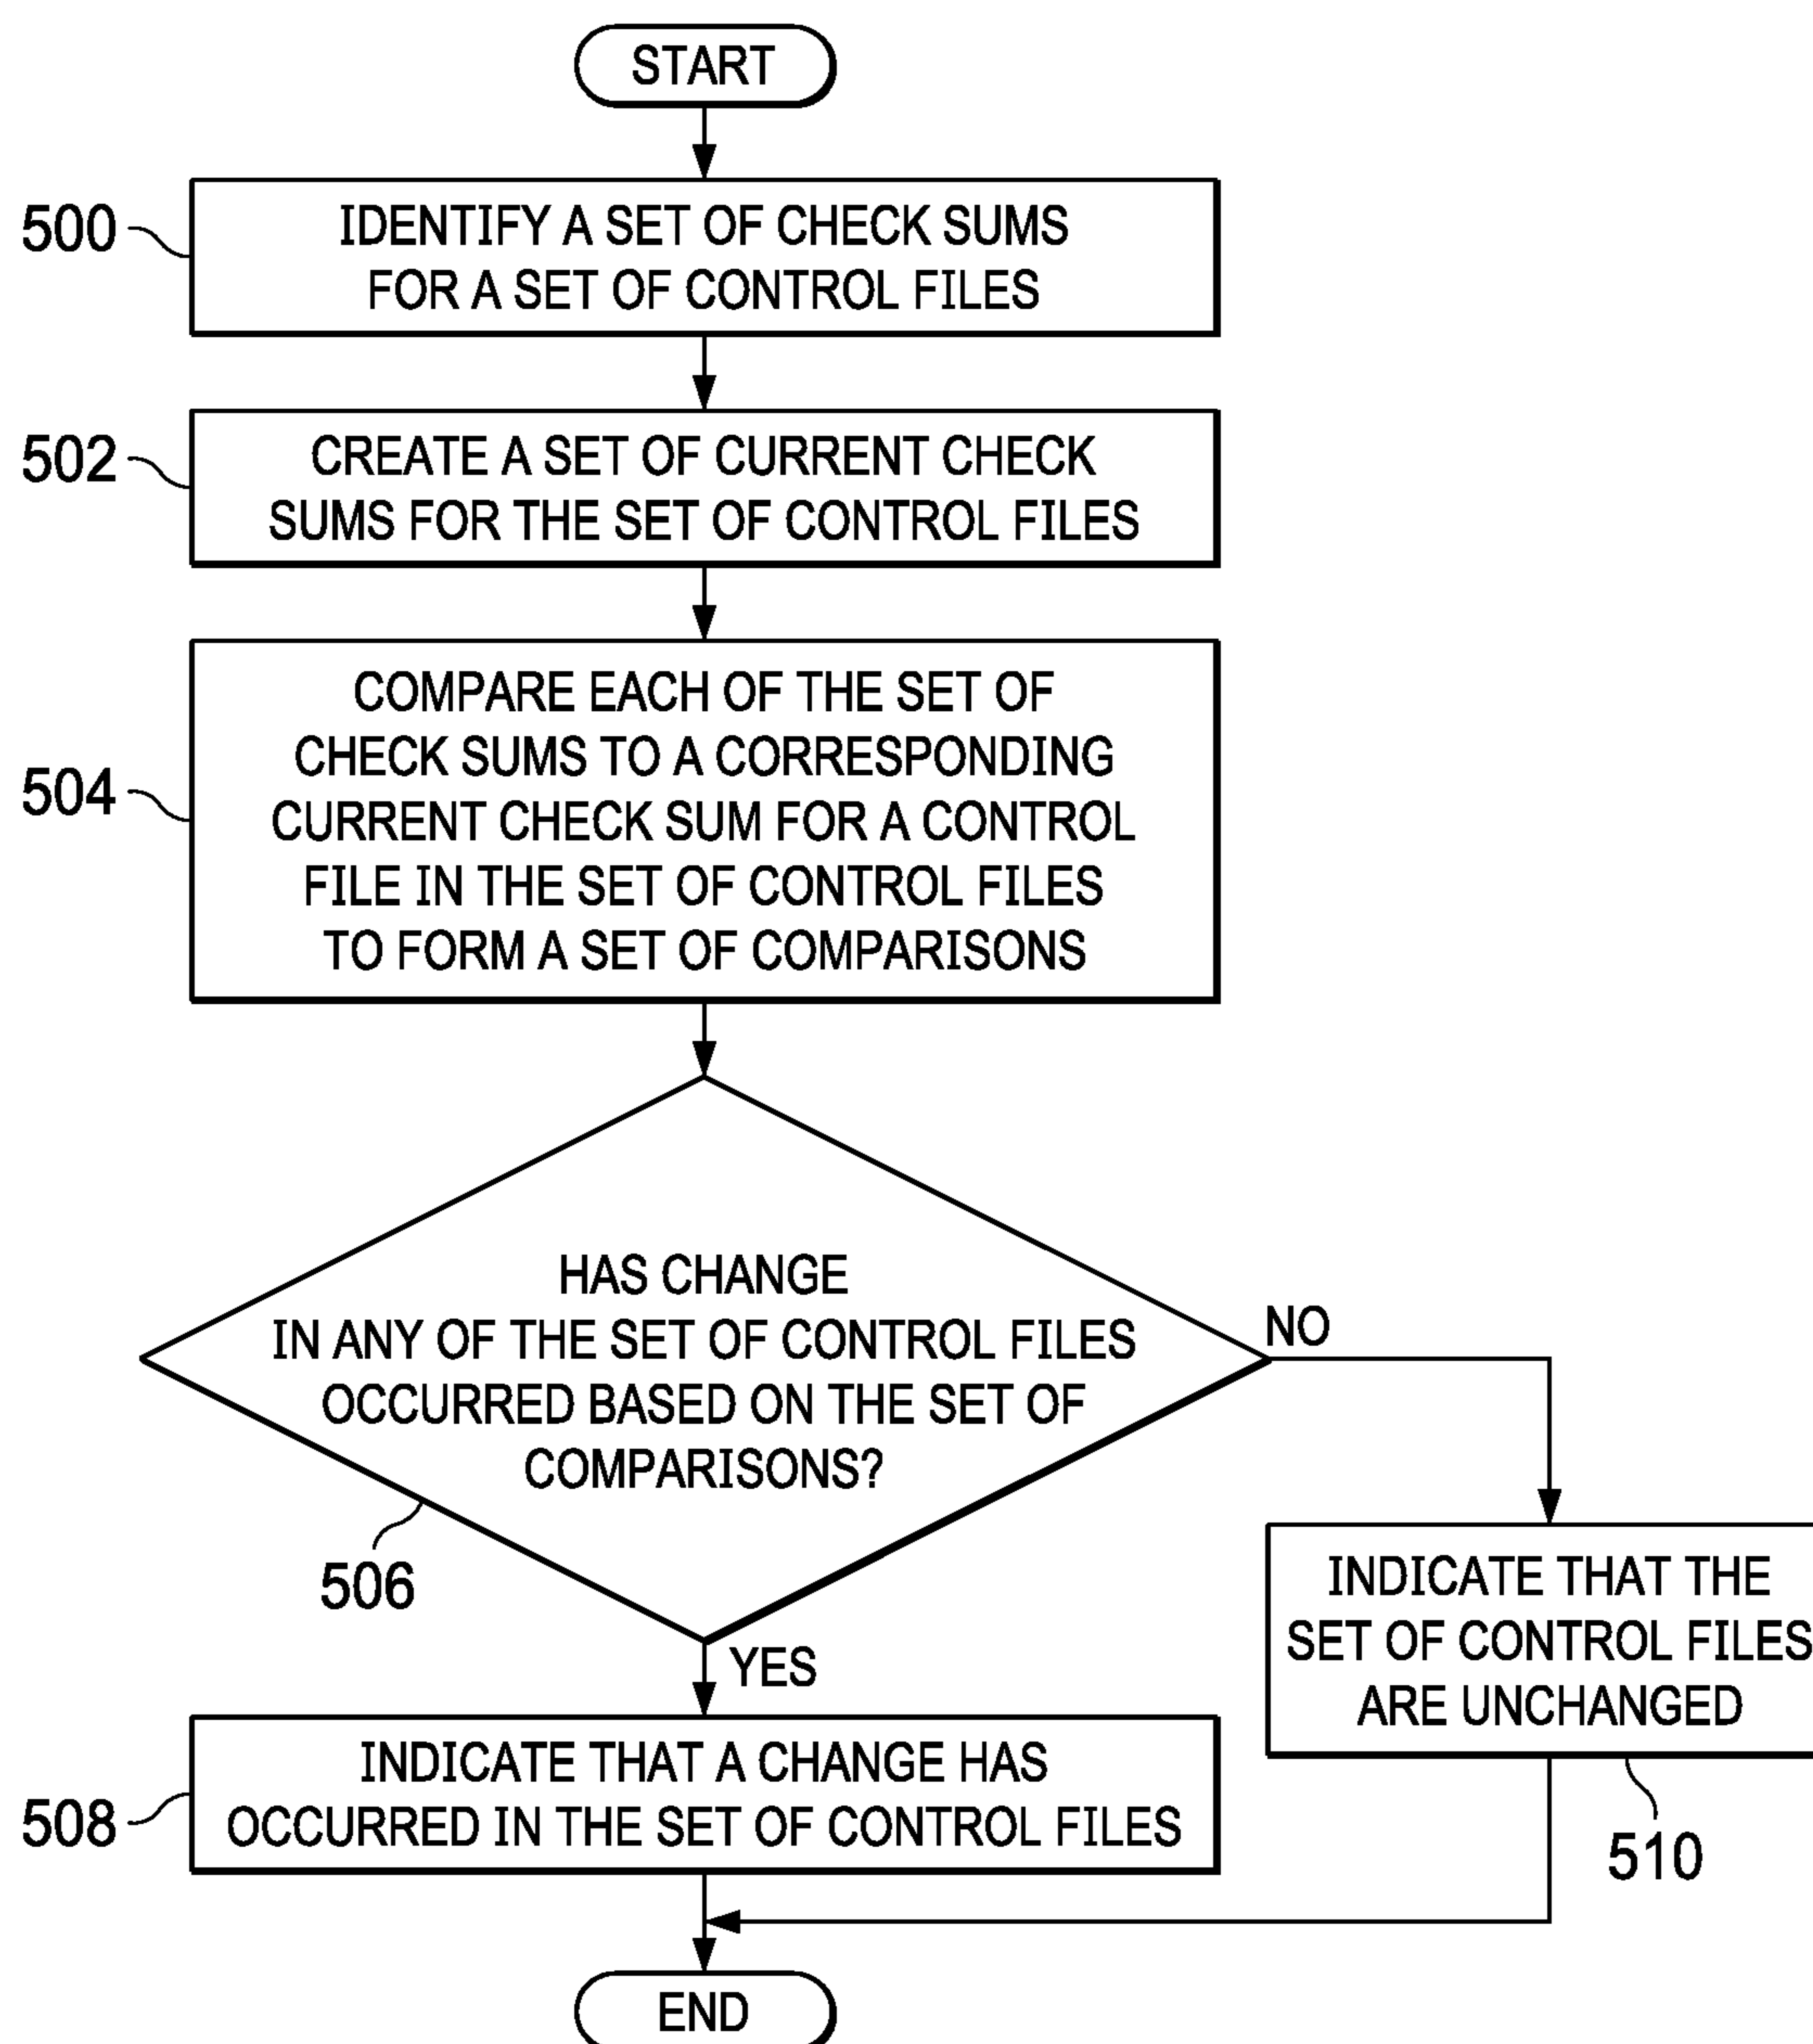 START
500
IDENTIFY A SET OF CHECK SUMS
FOR A SET OF CONTROL FILES
502
CREATE A SET OF CURRENT CHECK
SUMS FOR THE SET OF CONTROL FILES
504
COMPARE EACH OF THE SET OF
CHECK SUMS TO A CORRESPONDING
CURRENT CHECK SUM FOR A CONTROL
FILE IN THE SET OF CONTROL FILES
TO FORM A SET OF COMPARISONS
HAS CHANGE
IN ANY OF THE SET OF CONTROL FILES
OCCURRED BASED ON THE SET OF
COMPARISONS?
506
NO
INDICATE THAT THE
SET OF CONTROL FILES
ARE UNCHANGED
510
YES
508
INDICATE THAT A CHANGE HAS
OCCURRED IN THE SET OF CONTROL FILES
END